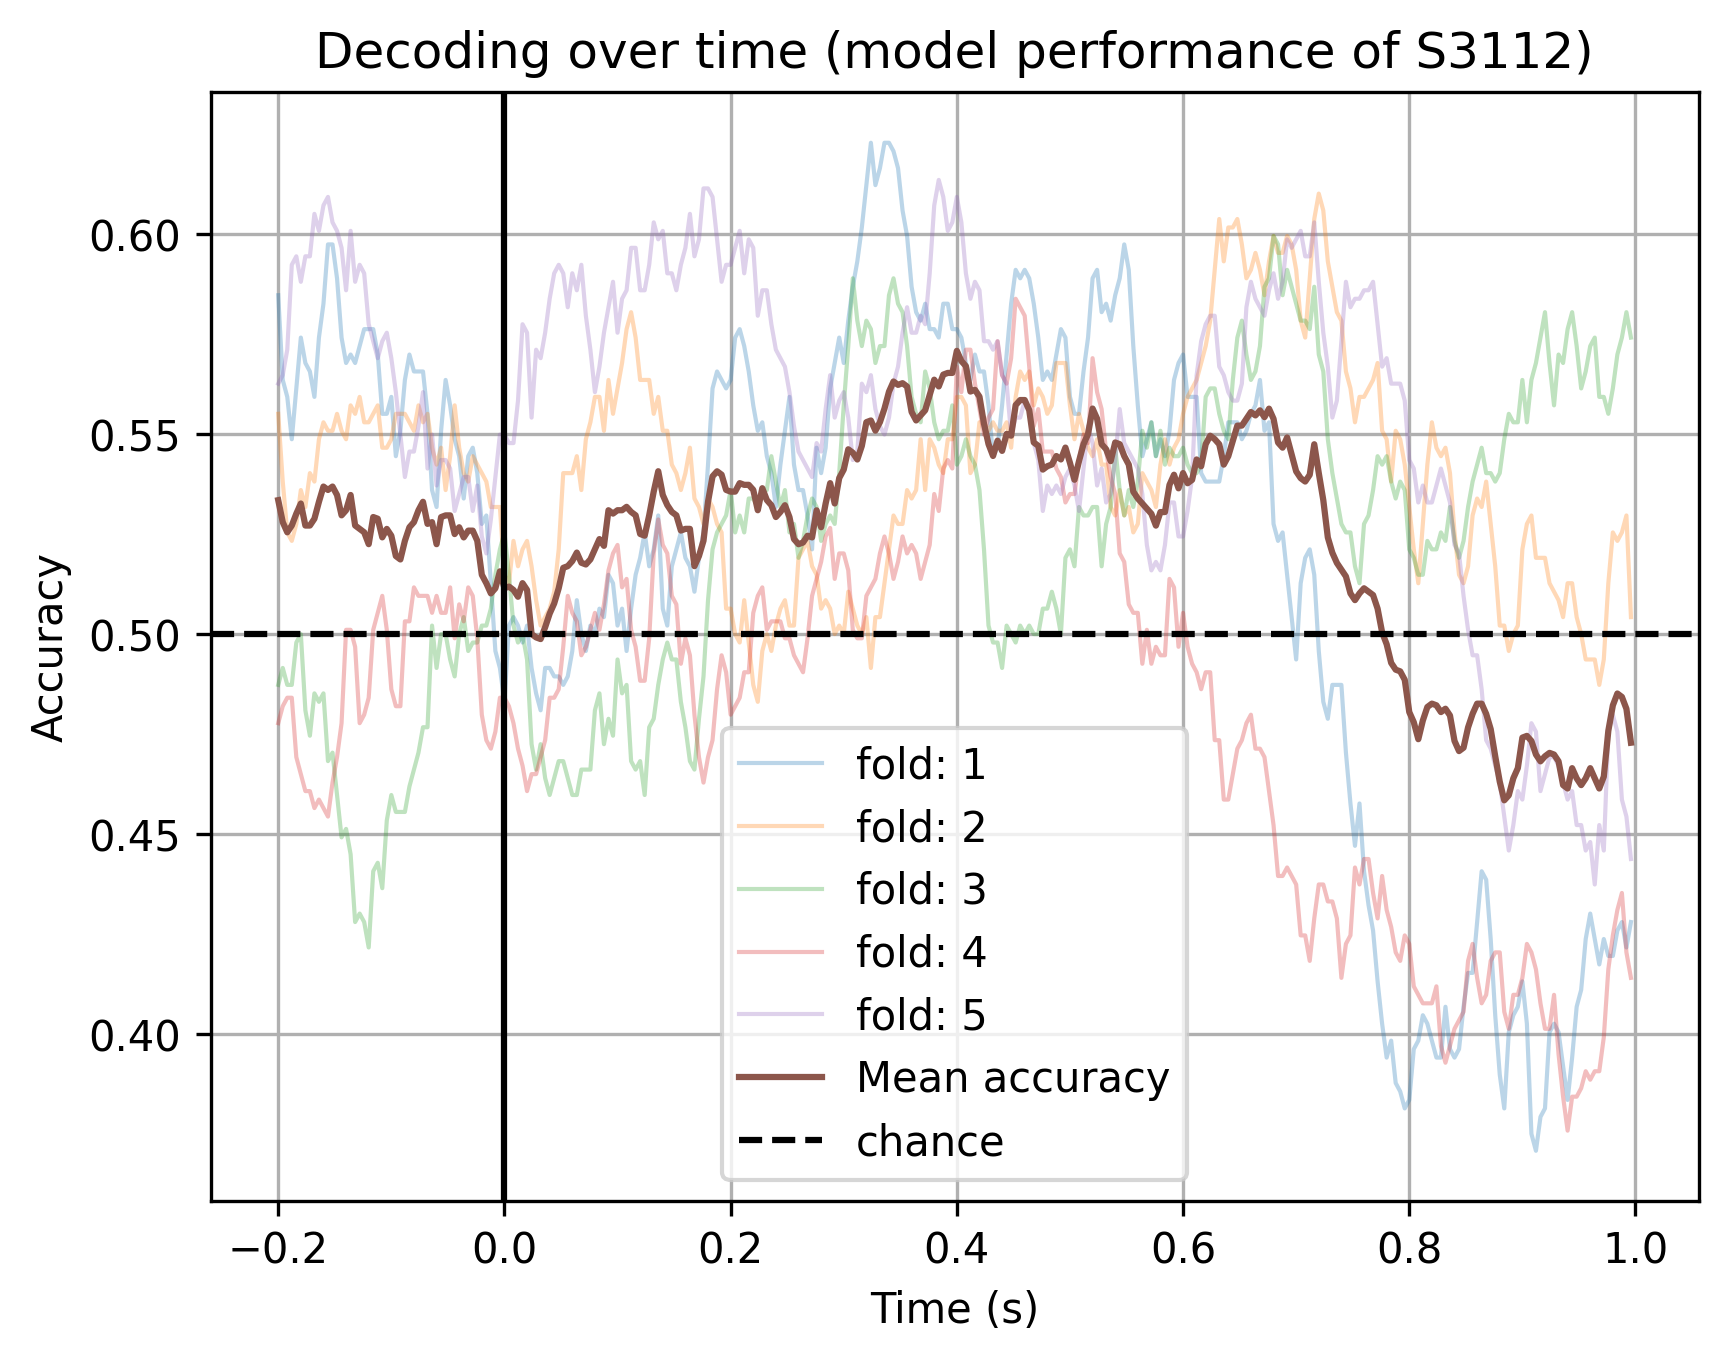 Decoding over time (model performance of S3112)
Accuracy
0.60
0.55
0.50
0.45
0.40
fold: 1
fold: 2
fold: 3
fold: 4
fold: 5
Mean accuracy
chance
−0.2 0.0 0.2 0.4 0.6 0.8 1.0
Time (s)